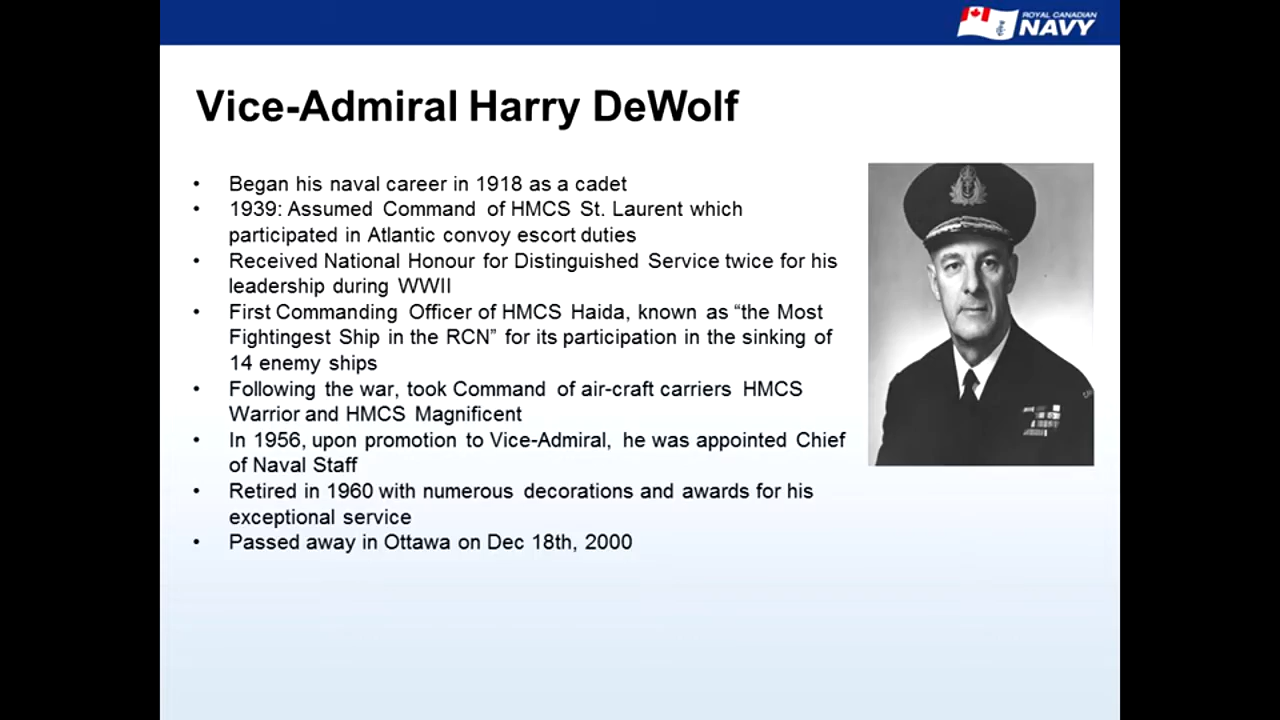 ROYAL CANADIAN
NAVY
Vice-Admiral Harry DeWolf
• Began his naval career in 1918 as a cadet
• 1939: Assumed Command of HMCS St. Laurent which
participated in Atlantic convoy escort duties
• Received National Honour for Distinguished Service twice for his
leadership during WWII
• First Commanding Officer of HMCS Haida, known as “the Most
Fightingest Ship in the RCN” for its participation in the sinking of
14 enemy ships
• Following the war, took Command of air-craft carriers HMCS
Warrior and HMCS Magnificent
• In 1956, upon promotion to Vice-Admiral, he was appointed Chief
of Naval Staff
• Retired in 1960 with numerous decorations and awards for his
exceptional service
• Passed away in Ottawa on Dec 18th, 2000